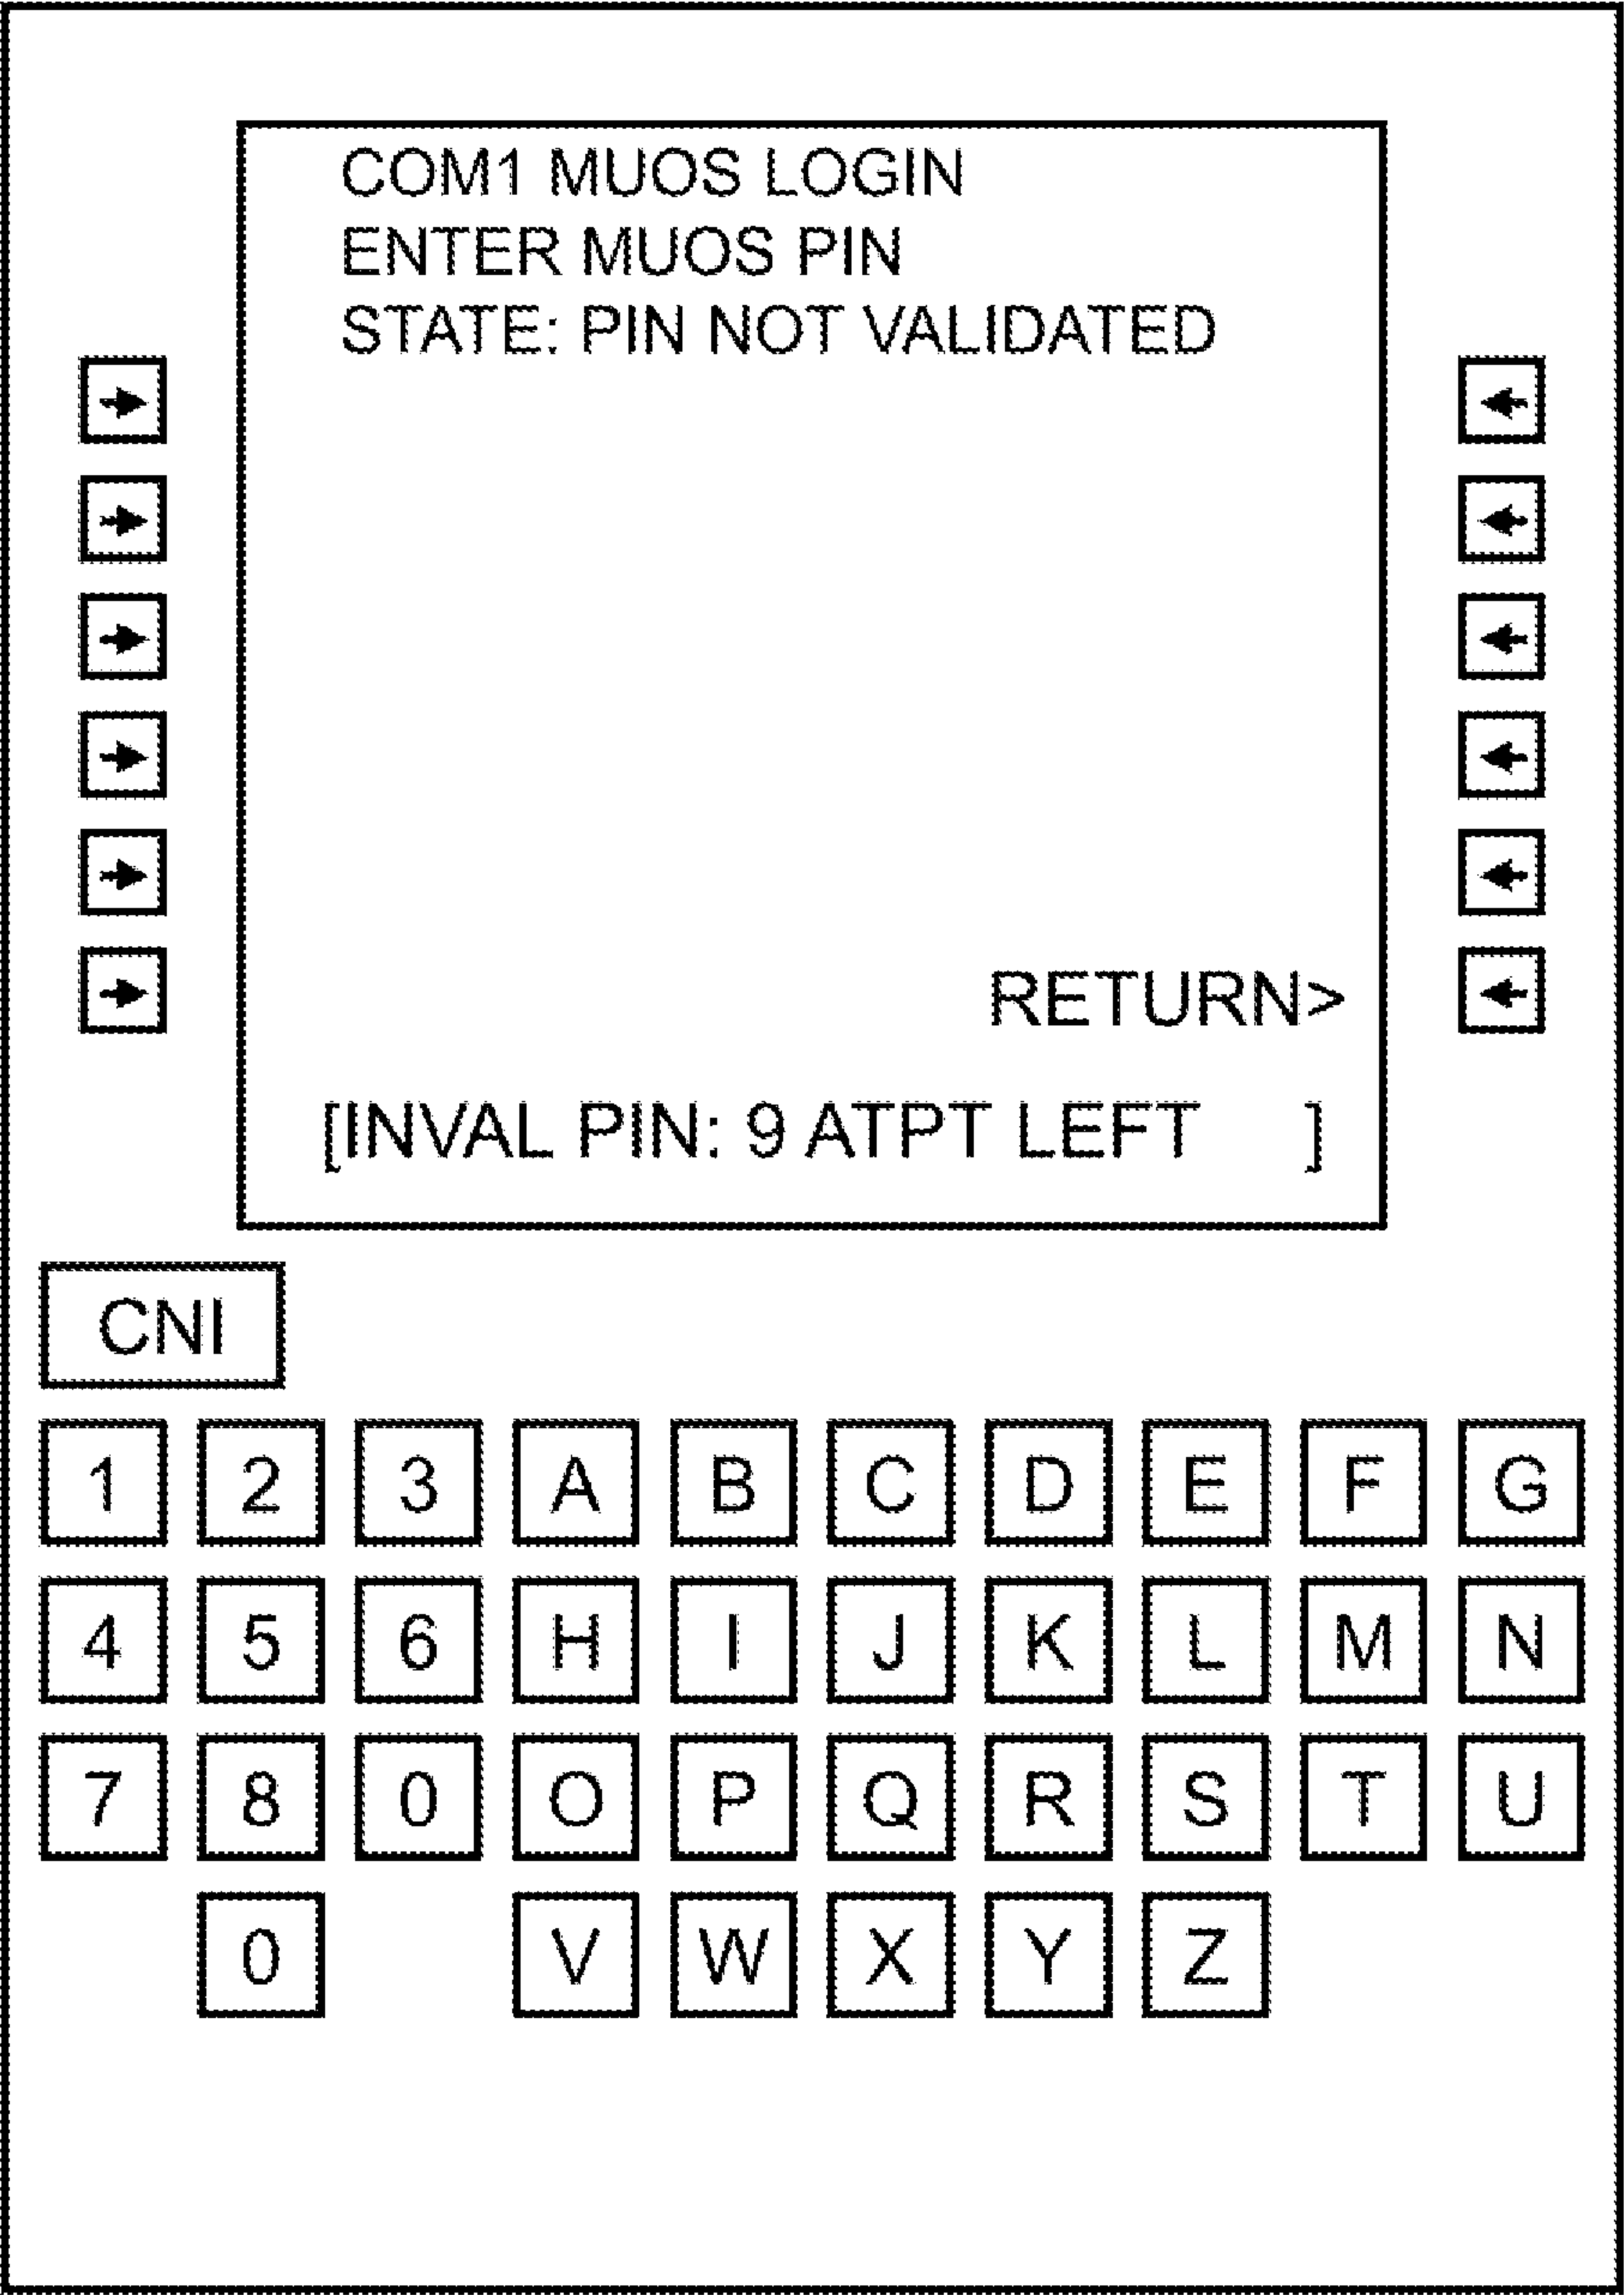 COM1 MUOS LOGIN
ENTER MUOS PIN
STATE: PIN NOT VALIDATED
RETURN>
[INVAL PIN: 9 ATPT LEFT ]
CNI
1 2 3 A B C D E F G
4 5 6 H I J K L M N
7 8 0 O P Q R S T U
0 V W X Y Z